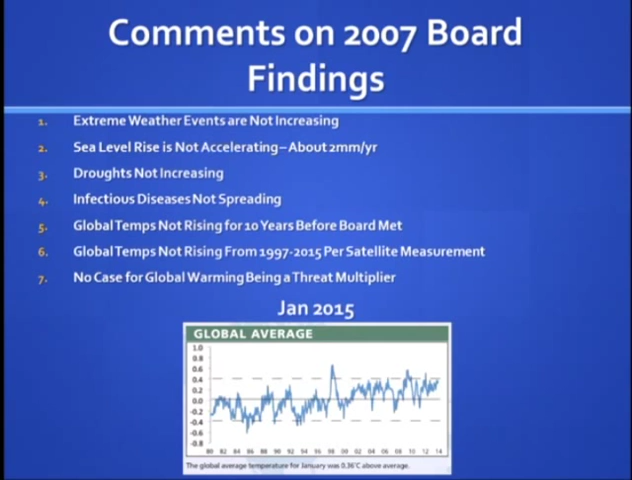 Comments on 2007 Board
Findings
1. Extreme Weather Events are Not Increasing
2. Sea Level Rise is Not Accelerating – About 2mm/yr
3. Droughts Not Increasing
4. Infectious Diseases Not Spreading
5. Global Temps Not Rising for 10 Years Before Board Met
6. Global Temps Not Rising From 1997-2015 Per Satellite Measurement
7. No Case for Global Warming Being a Threat Multiplier
Jan 2015
GLOBAL AVERAGE
1.0
0.8
0.6
0.4
0.2
0.0
-0.2
-0.4
-0.6
-0.8
80 82 84 86 88 90 92 94 96 98 00 02 04 06 08 10 12 14
The global average temperature for January was 0.36°C above average.